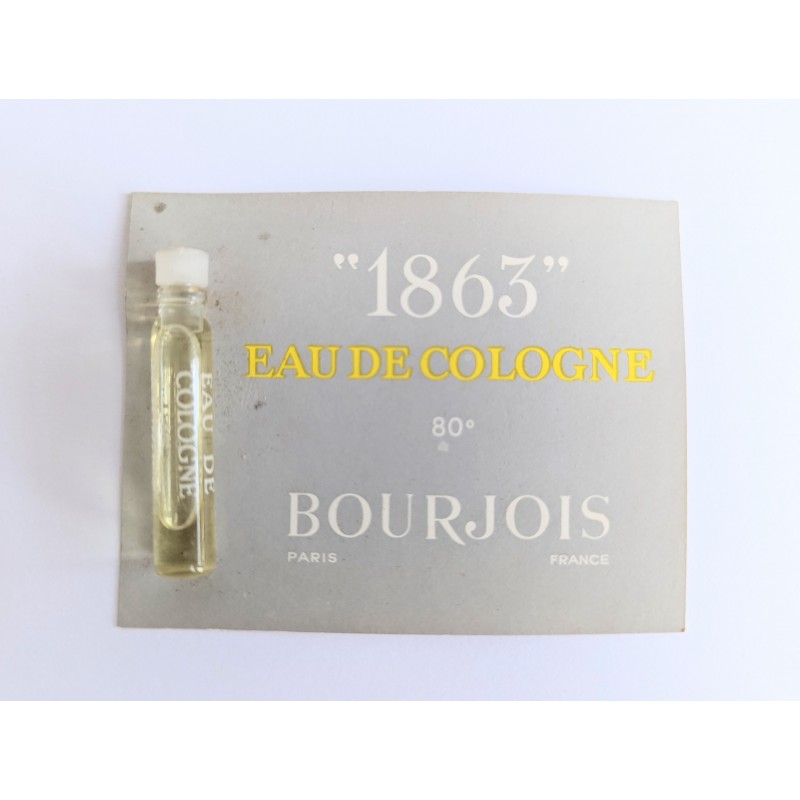 "1863"
EAU DE COLOGNE
80°
BOURJOIS
PARIS FRANCE
EAU DE
COLOGNE